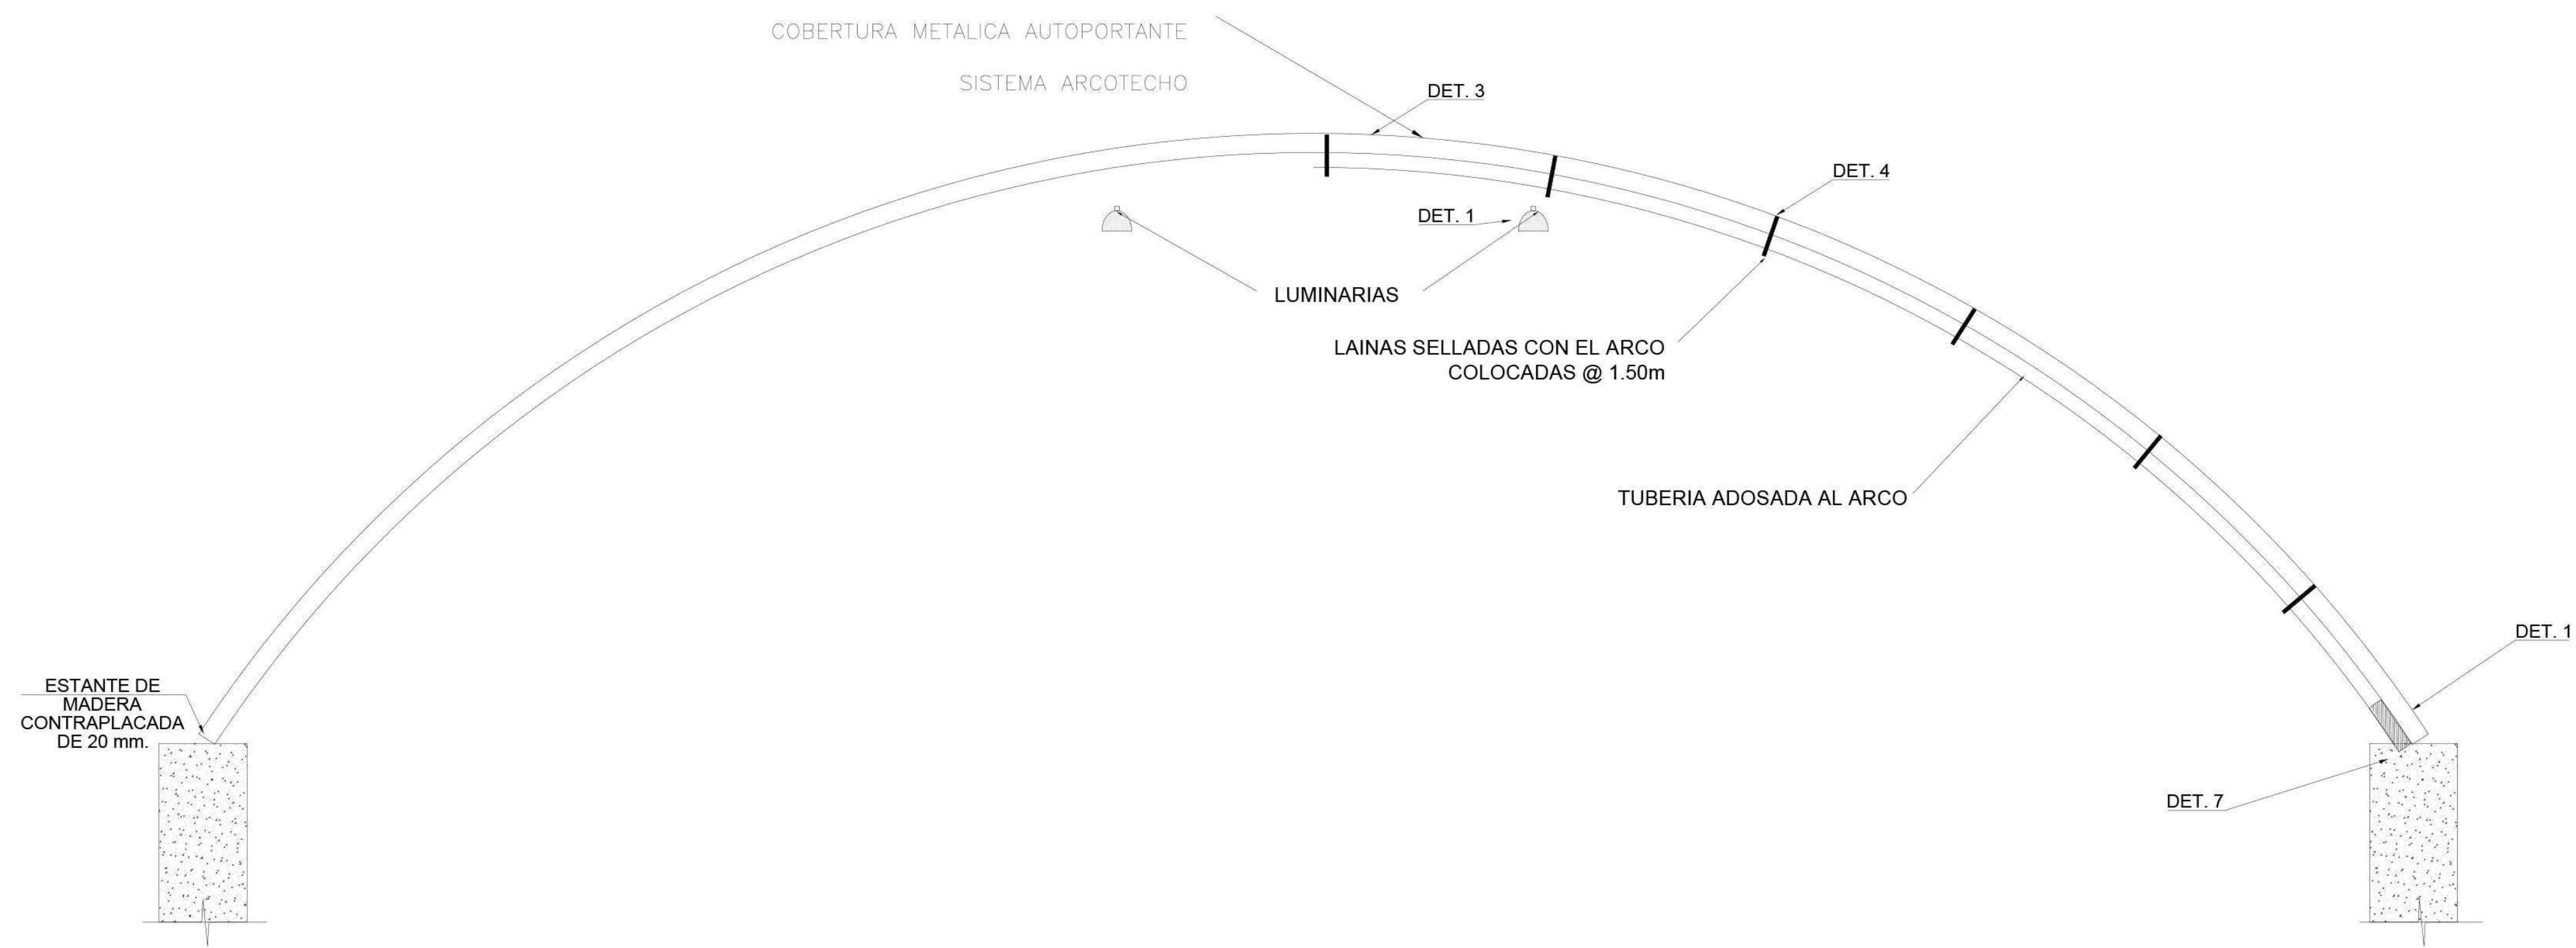 COBERTURA METALICA AUTOPORTANTE
SISTEMA ARCOTECHO
DET. 3
DET. 4
DET. 1
LUMINARIAS
LAINAS SELLADAS CON EL ARCO
COLOCADAS @ 1.50m
TUBERIA ADOSADA AL ARCO
DET. 1
ESTANTE DE
MADERA
CONTRAPLACADA
DE 20 mm.
DET. 7